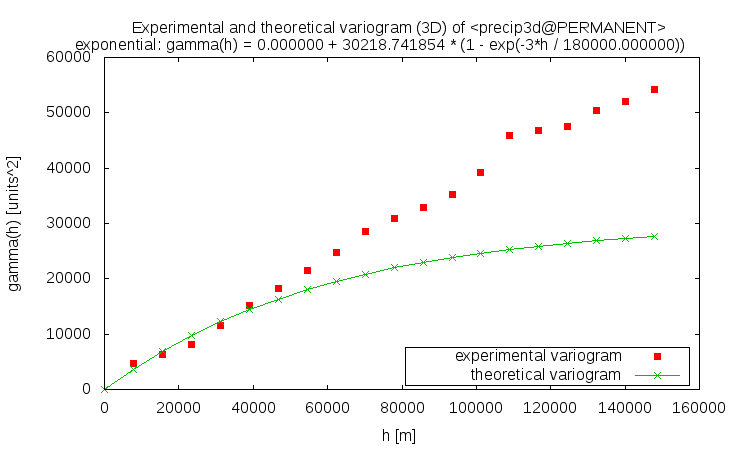 Experimental and theoretical variogram (3D) of <precip3d@PERMANENT>
exponential: gamma(h) = 0.000000 + 30218.741854 * (1 - exp(-3*h / 180000.000000))
60000
50000
40000
30000
20000
10000
0
gamma(h) [units^2]
experimental variogram
theoretical variogram
0 20000 40000 60000 80000 100000 120000 140000 160000
h [m]